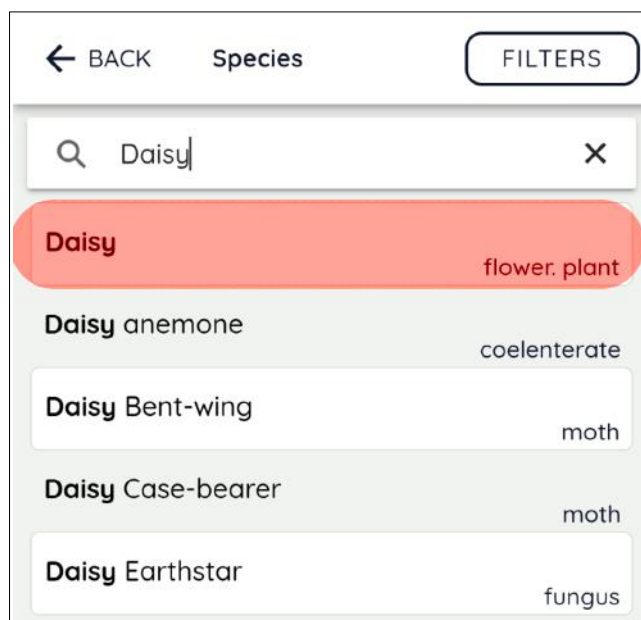 ← BACK Species FILTERS
Daisy ✕
Daisy
flower. plant
Daisy anemone
coelenterate
Daisy Bent-wing
moth
Daisy Case-bearer
moth
Daisy Earthstar
fungus